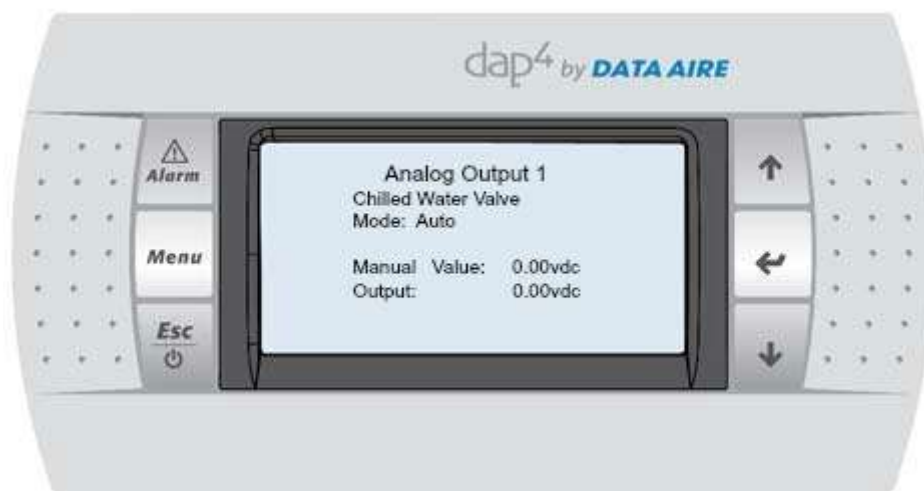 dap4 by DATA AIRE
Alarm
Menu
Esc
Analog Output 1
Chilled Water Valve
Mode: Auto
Manual Value: 0.00vdc
Output: 0.00vdc